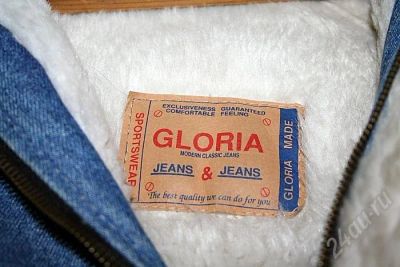 EXCLUSIVENESS GUARANTEED
COMFORTABLE FEELING
SPORTSWEAR
GLORIA
MODERN CLASSIC JEANS
JEANS & JEANS
The best quality we can do for you
GLORIA MADE
24au.ru